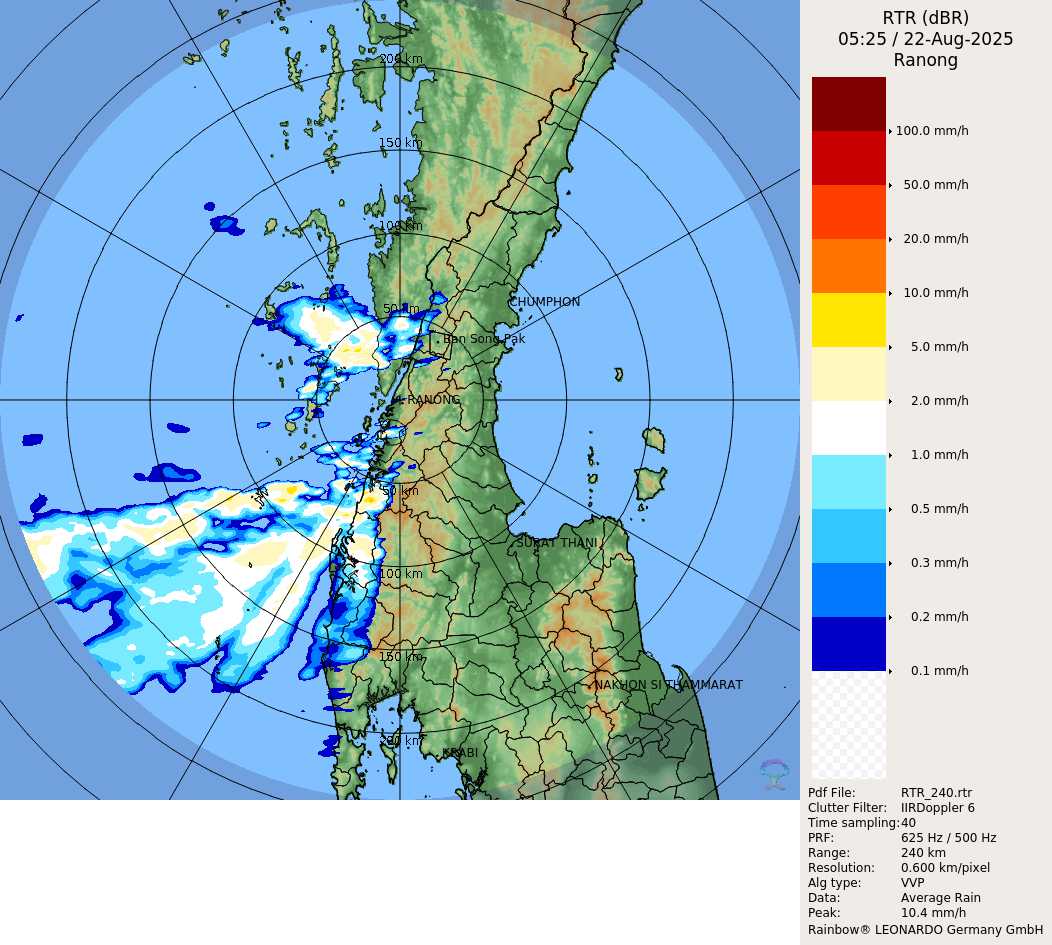 RTR (dBR)
05:25 / 22-Aug-2025
Ranong
100.0 mm/h
50.0 mm/h
20.0 mm/h
10.0 mm/h
5.0 mm/h
2.0 mm/h
1.0 mm/h
0.5 mm/h
0.3 mm/h
0.2 mm/h
0.1 mm/h
Pdf File: RTR_240.rtr
Clutter Filter: IIRDoppler 6
Time sampling: 40
PRF: 625 Hz / 500 Hz
Range: 240 km
Resolution: 0.600 km/pixel
Alg type: VVP
Data: Average Rain
Peak: 10.4 mm/h
Rainbow® LEONARDO Germany GmbH
200 km
150 km
100 km
50 km
CHUMPHON
Ban Song Pak
RANONG
50 km
SURAT THANI
100 km
150 km
NAKHON SI THAMMARAT
200 km
KRABI